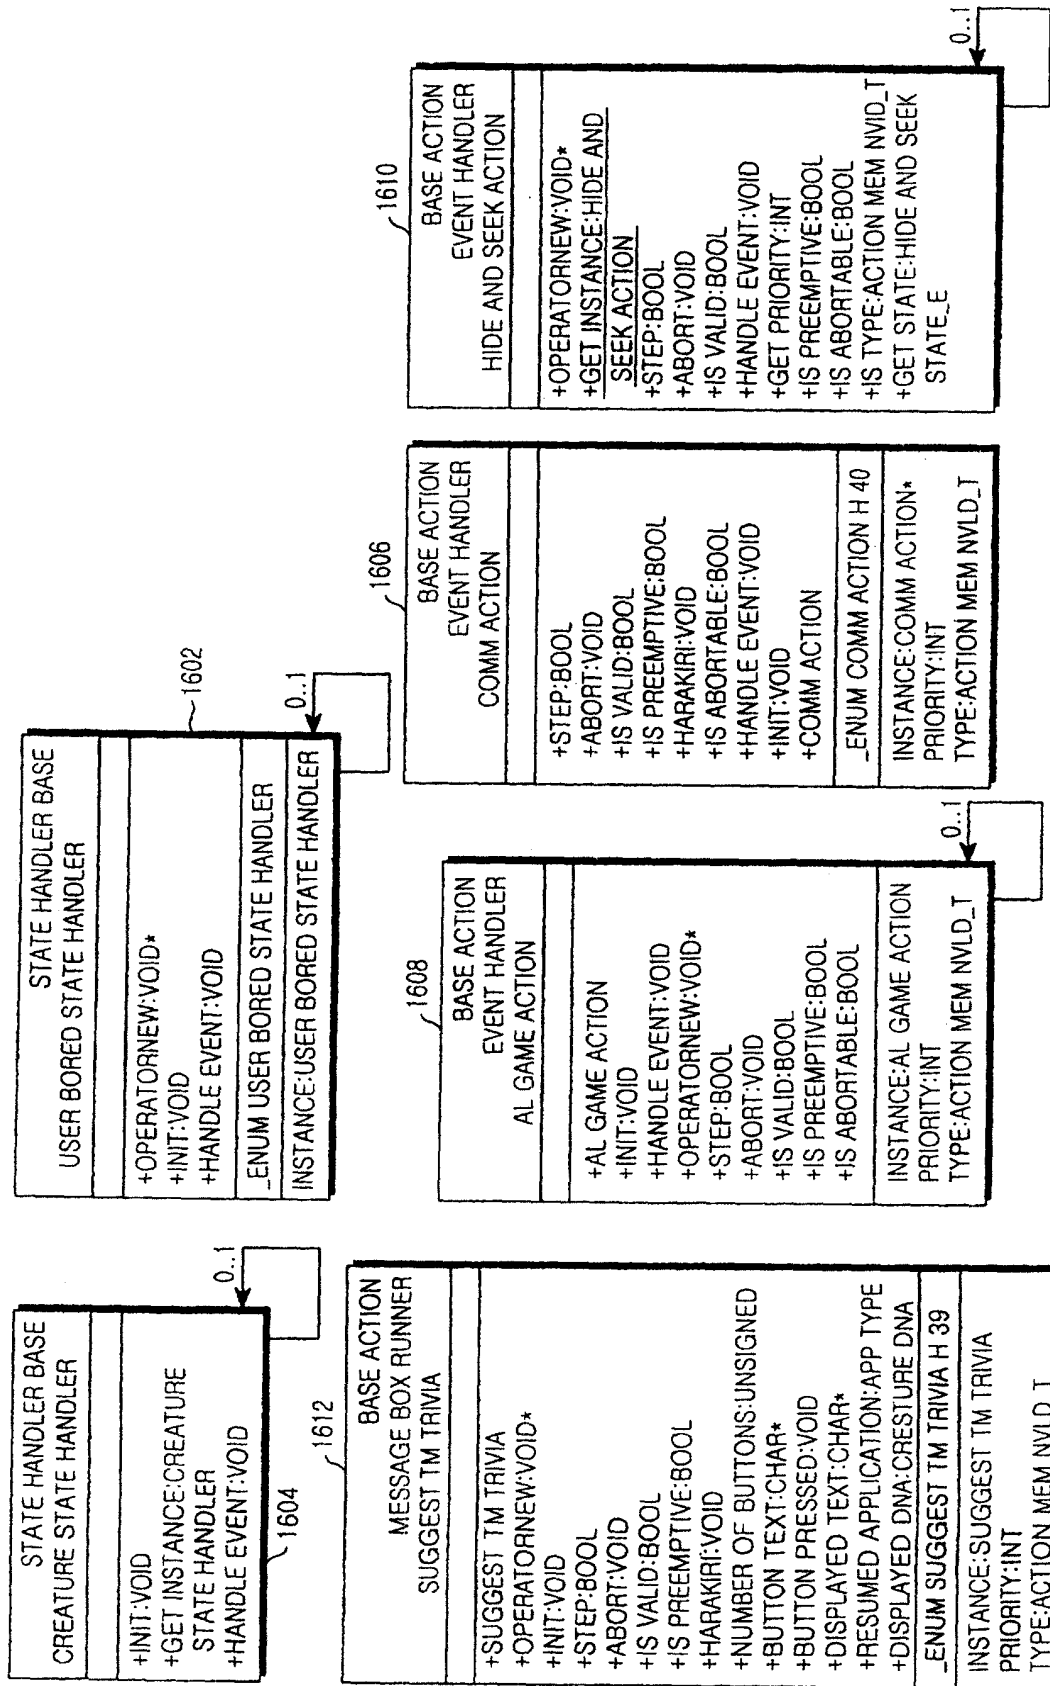 STATE HANDLER BASE
CREATURE STATE HANDLER
+INIT:VOID
+GET INSTANCE:CREATURE
STATE HANDLER
+HANDLE EVENT:VOID
0..1
1604
STATE HANDLER BASE
USER BORED STATE HANDLER
+OPERATORNEW:VOID*
+INIT:VOID
+HANDLE EVENT:VOID
_ENUM USER BORED STATE HANDLER
INSTANCE:USER BORED STATE HANDLER
0..1
1602
1612
BASE ACTION
MESSAGE BOX RUNNER
SUGGEST TM TRIVIA
+SUGGEST TM TRIVIA
+OPERATORNEW:VOID*
+INIT:VOID
+STEP:BOOL
+ABORT:VOID
+IS VALID:BOOL
+IS PREEMPTIVE:BOOL
+HARAKIRI:VOID
+NUMBER OF BUTTONS:UNSIGNED
+BUTTON TEXT:CHAR*
+BUTTON PRESSED:VOID
+DISPLAYED TEXT:CHAR*
+RESUMED APPLICATION:APP TYPE
+DISPLAYED DNA:CRESTURE DNA
_ENUM SUGGEST TM TRIVIA H 39
INSTANCE:SUGGEST TM TRIVIA
PRIORITY:INT
TYPE:ACTION MEM NVLD_T
1608
BASE ACTION
EVENT HANDLER
AL GAME ACTION
+AL GAME ACTION
+INIT:VOID
+HANDLE EVENT:VOID
+OPERATORNEW:VOID*
+STEP:BOOL
+ABORT:VOID
+IS VALID:BOOL
+IS PREEMPTIVE:BOOL
+IS ABORTABLE:BOOL
INSTANCE:AL GAME ACTION
PRIORITY:INT
TYPE:ACTION MEM NVLD_T
0..1
1606
BASE ACTION
EVENT HANDLER
COMM ACTION
+STEP:BOOL
+ABORT:VOID
+IS VALID:BOOL
+IS PREEMPTIVE:BOOL
+HARAKIRI:VOID
+IS ABORTABLE:BOOL
+HANDLE EVENT:VOID
+INIT:VOID
+COMM ACTION
_ENUM COMM ACTION H 40
INSTANCE:COMM ACTION*
PRIORITY:INT
TYPE:ACTION MEM NVLD_T
1610
BASE ACTION
EVENT HANDLER
HIDE AND SEEK ACTION
+OPERATORNEW:VOID*
+GET INSTANCE:HIDE AND
SEEK ACTION
+STEP:BOOL
+ABORT:VOID
+IS VALID:BOOL
+HANDLE EVENT:VOID
+GET PRIORITY:INT
+IS PREEMPTIVE:BOOL
+IS ABORTABLE:BOOL
+IS TYPE:ACTION MEM NVID_T
+GET STATE:HIDE AND SEEK
STATE_E
0..1